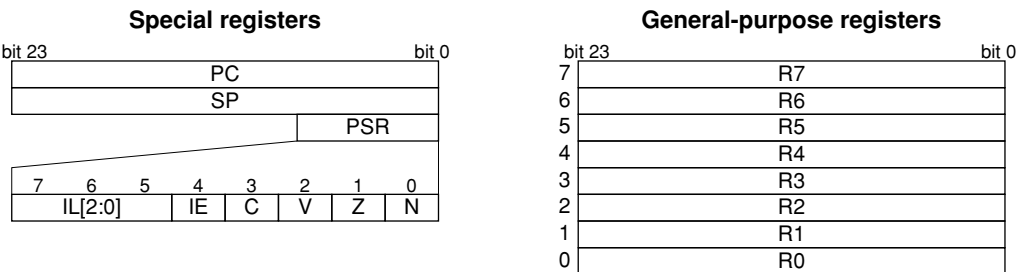 Special registers
bit 23 bit 0
PC
SP
PSR
7 6 5 4 3 2 1 0
IL[2:0] IE C V Z N
General-purpose registers
bit 23 bit 0
7 R7
6 R6
5 R5
4 R4
3 R3
2 R2
1 R1
0 R0